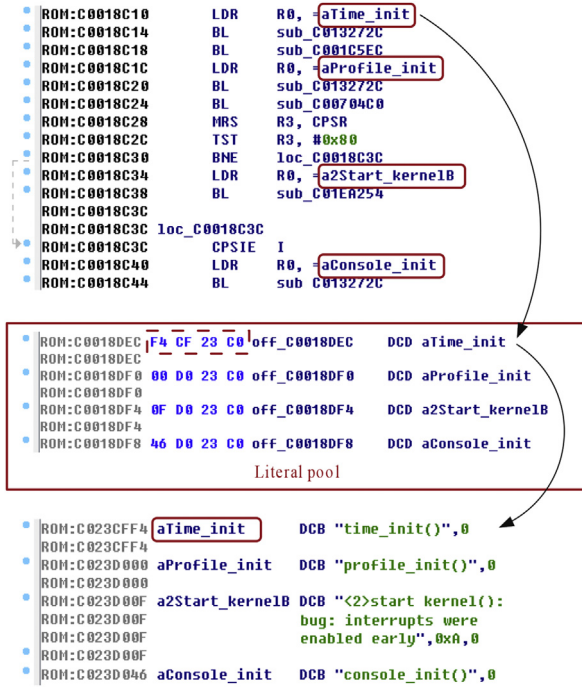 ROM:C0018C10 LDR R0, =aTime_init
ROM:C0018C14 BL sub_C013272C
ROM:C0018C18 BL sub_C001C5EC
ROM:C0018C1C LDR R0, =aProfile_init
ROM:C0018C20 BL sub_C013272C
ROM:C0018C24 BL sub_C00704C0
ROM:C0018C28 MRS R3, CPSR
ROM:C0018C2C TST R3, #0x80
ROM:C0018C30 BNE loc_C0018C3C
ROM:C0018C34 LDR R0, =a2Start_kernelB
ROM:C0018C38 BL sub_C01EA254
ROM:C0018C3C
ROM:C0018C3C loc_C0018C3C
ROM:C0018C3C CPSIE I
ROM:C0018C40 LDR R0, =aConsole_init
ROM:C0018C44 BL sub_C013272C
ROM:C0018DEC F4 CF 23 C0 off_C0018DEC DCD aTime_init
ROM:C0018DEC
ROM:C0018DF0 00 D0 23 C0 off_C0018DF0 DCD aProfile_init
ROM:C0018DF0
ROM:C0018DF4 0F D0 23 C0 off_C0018DF4 DCD a2Start_kernelB
ROM:C0018DF4
ROM:C0018DF8 46 D0 23 C0 off_C0018DF8 DCD aConsole_init
Literal pool
ROM:C023CFF4 aTime_init DCB "time_init()",0
ROM:C023CFF4
ROM:C023D000 aProfile_init DCB "profile_init()",0
ROM:C023D000
ROM:C023D00F a2Start_kernelB DCB "<2>start kernel():
ROM:C023D00F bug: interrupts were
ROM:C023D00F enabled early",0xA,0
ROM:C023D00F
ROM:C023D046 aConsole_init DCB "console_init()",0